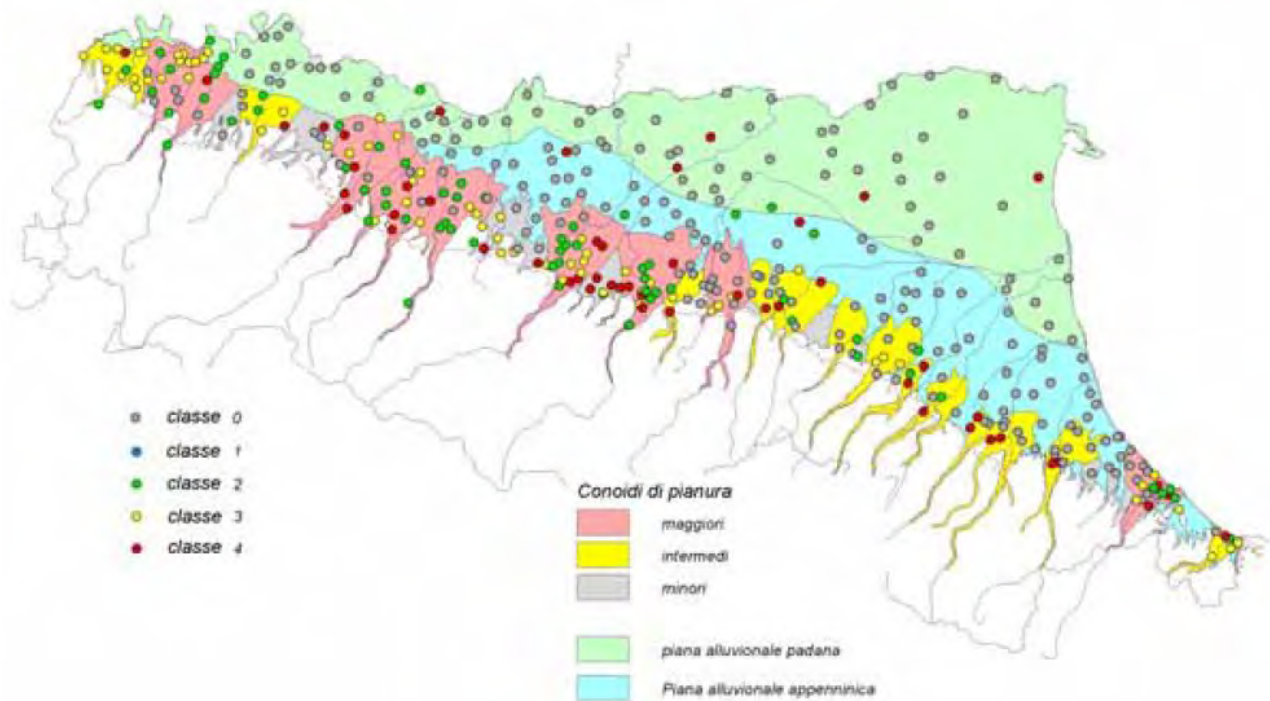 classe 0
classe 1
classe 2
classe 3
classe 4
Conoidi di pianura
maggiori
intermedi
minori
piana alluvionale padana
Piana alluvionale appenninica